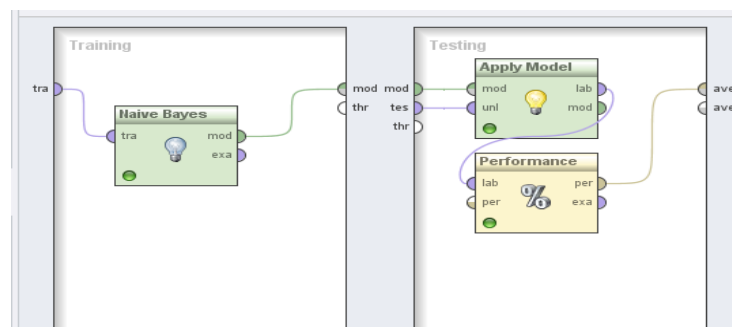 Training
Testing
Apply Model
tra
mod
mod
mod
lab
ave
thr
tes
unl
mod
ave
Naive Bayes
thr
tra
mod
exa
Performance
lab
per
per
exa